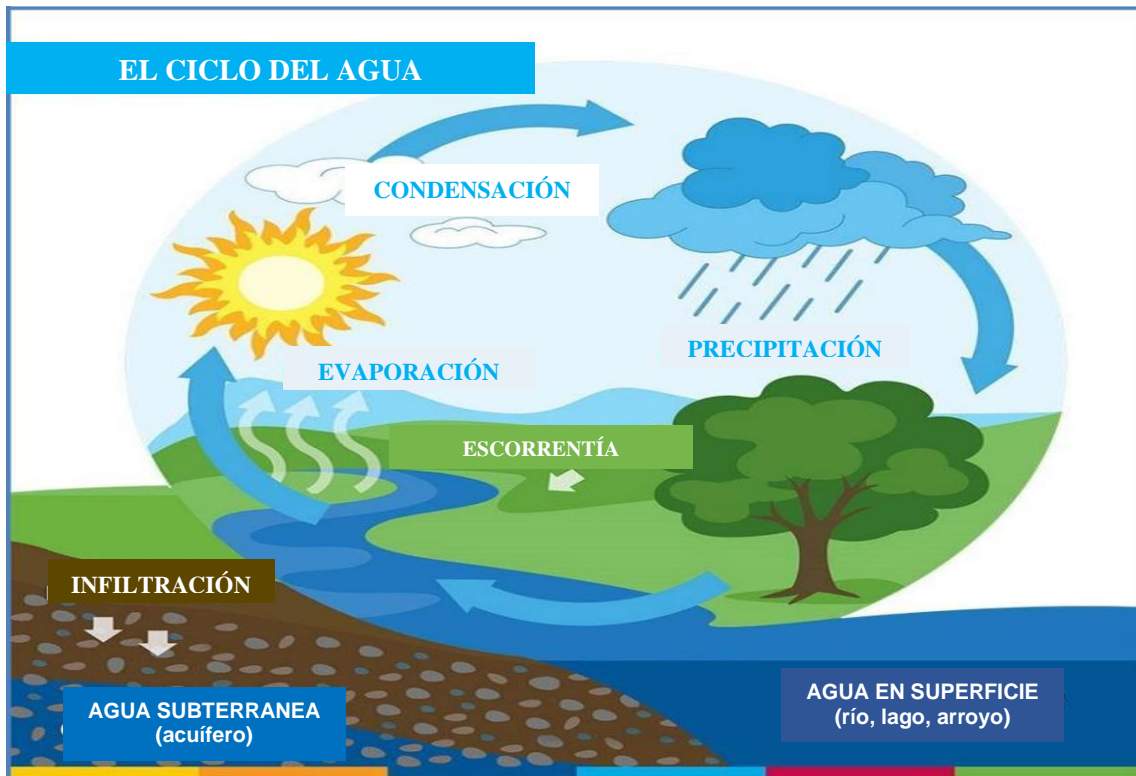 EL CICLO DEL AGUA
CONDENSACIÓN
PRECIPITACIÓN
EVAPORACIÓN
ESCORRENTÍA
INFILTRACIÓN
AGUA SUBTERRANEA
(acuífero)
AGUA EN SUPERFICIE
(río, lago, arroyo)